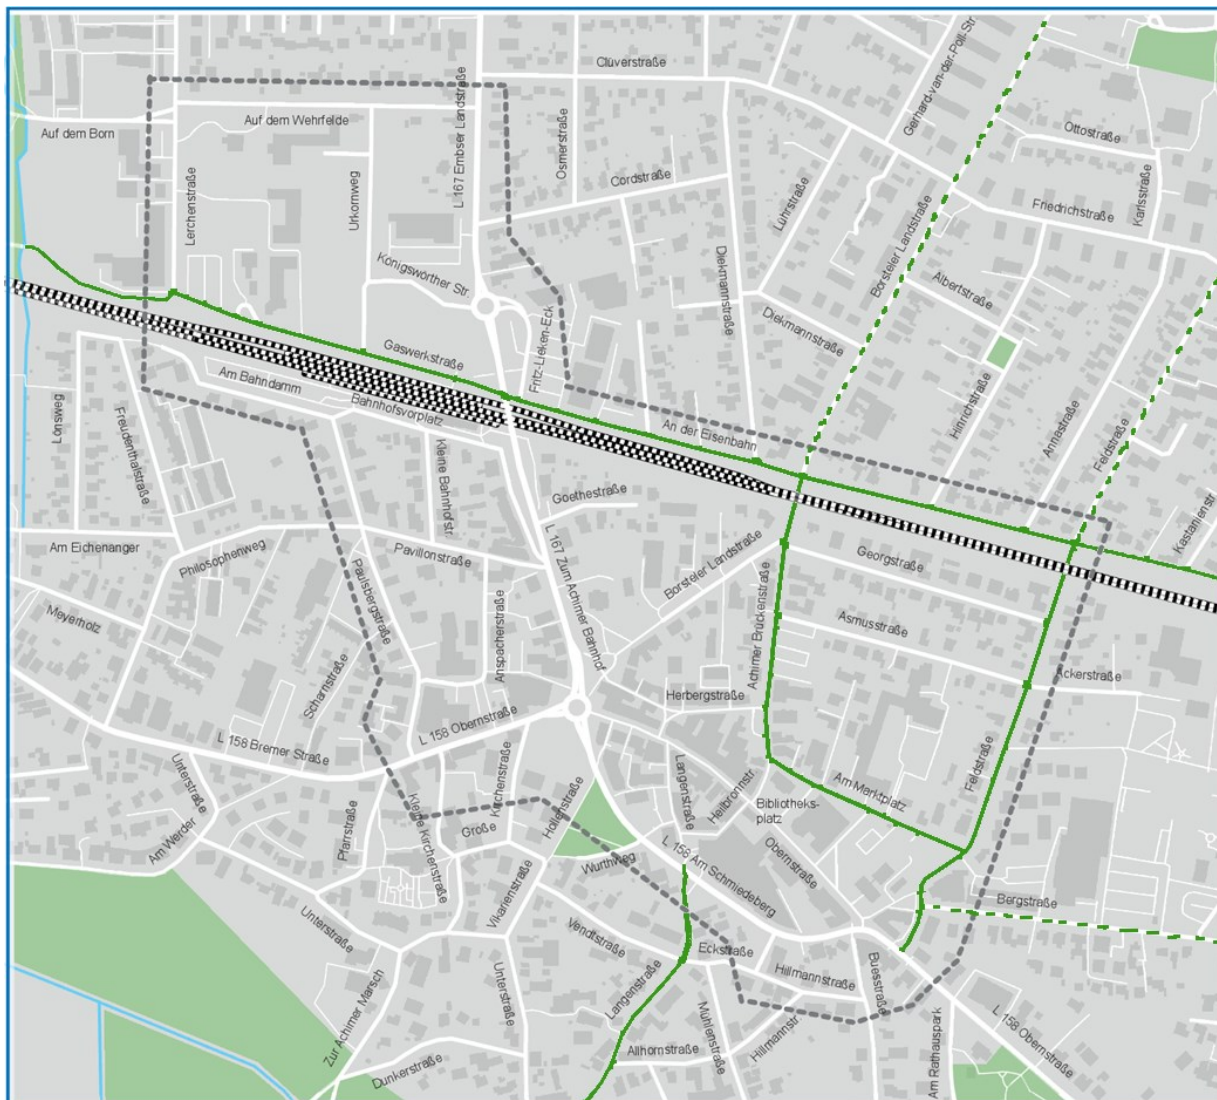 Clüverstraße
Gerhard-van-der-Poll-Str
Auf dem Born
Auf dem Wehrfelde
L 167 Embser Landstraße
Osmerstraße
Ottostraße
Cordstraße
Lührstraße
Karlsstraße
Friedrichstraße
Lerchenstraße
Urkornweg
Borsteler Landstraße
Königswörther Str.
Diekmannstraße
Albertstraße
Diekmannstraße
Fritz-Lieken-Eck
Gaswerkstraße
Am Bahndamm
Bahnhofsvorplatz
Lönsweg
Freudenthalstraße
Hinrichstraße
Annastraße
Feldstraße
An der Eisenbahn
Kleine Bahnhofstr.
Goethestraße
Kastanienstr.
Am Eichenanger
Philosophenweg
Pavillonstraße
L 167 Zum Achimer Bahnhof
Borsteler Landstraße
Georgstraße
Paulsbergstraße
Anspacherstraße
Achimer Brückenstraße
Asmusstraße
Meyerholz
Ackerstraße
Scharnstraße
Herbergstraße
L 158 Obernstraße
L 158 Bremer Straße
Unterstraße
Kirchenstraße
Langenstraße
Heilbronnstr.
Am Marktplatz
Feldstraße
Bibliotheks-
platz
Am Werder
Pfarrstraße
Kleine Kirchenstraße
Große
Wurthweg
L 158 Am Schmiedeberg
Obernstraße
Bergstraße
Vikarienstraße
Unterstraße
Vendtstraße
Eckstraße
Hillmannstraße
Buesstraße
Langenstraße
Unterstraße
Zur Achimer Marsch
Mühlenstraße
Hillmannstr.
Am Rathauspark
L 158 Obernstraße
Allhornstraße
Dunkerstraße